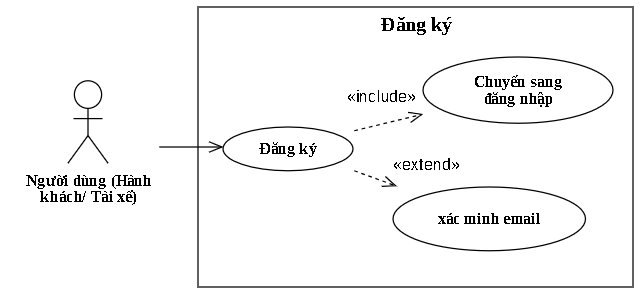 Đăng ký
Chuyển sang
đăng nhập
«include»
Đăng ký
«extend»
Người dùng (Hành
khách/ Tài xế)
xác minh email